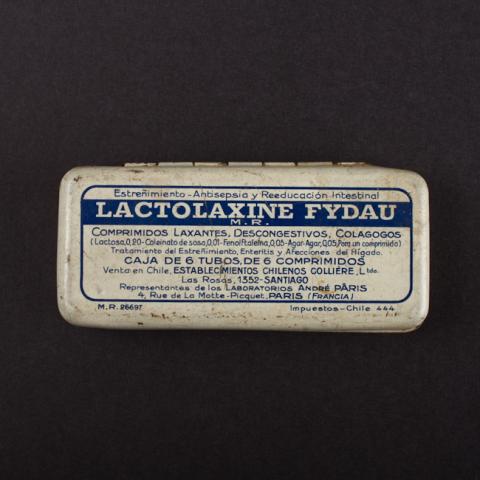 Estreñimiento-Antisepsia y Reeducación Intestinal
LACTOLAXINE FYDAU
M.R.
COMPRIMIDOS LAXANTES, DESCONGESTIVOS, COLAGOGOS
(Lactosa, 0,20-Coleinato de sosa, 0,01-Fenolftaleína, 0,05-Agar-Agar, 0,05, Para un comprimido)
Tratamiento del Estreñimiento, Enteritis y Afecciones del Hígado.
CAJA DE 6 TUBOS, DE 6 COMPRIMIDOS
Venta en Chile, ESTABLECIMIENTOS CHILENOS COLLIÈRE, Ltda.
Las Rosas, 1352-SANTIAGO
Representantes de los LABORATORIOS ANDRÉ PÂRIS
4, Rue de La Motte-Picquet, PARIS (FRANCIA)
M.R. 26697
Impuestos-Chile 444